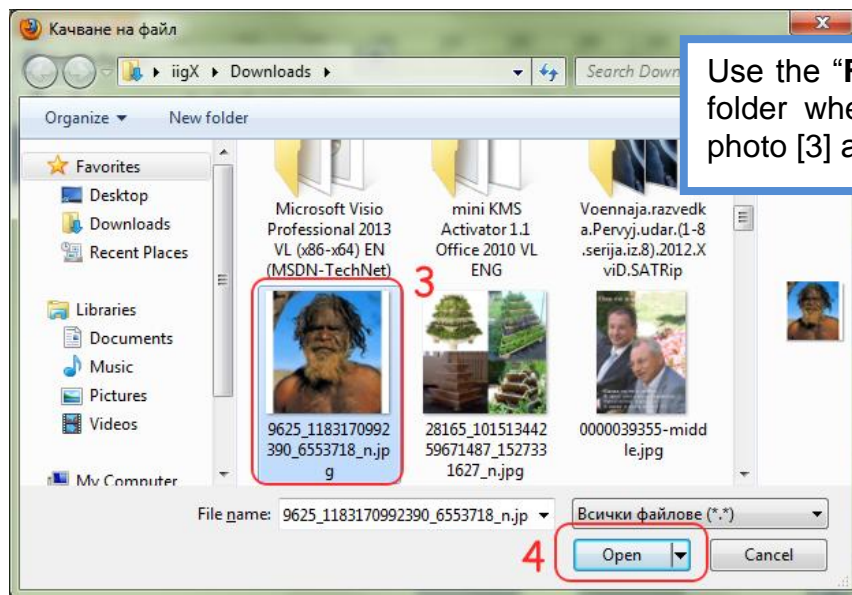 Качване на файл
x
iigX Downloads
Search Down
Use the “F
folder whe
photo [3] a
Organize New folder
Favorites
Desktop
Downloads
Recent Places
Libraries
Documents
Music
Pictures
Videos
My Computer
Microsoft Visio
Professional 2013
VL (x86-x64) EN
(MSDN-TechNet)
mini KMS
Activator 1.1
Office 2010 VL
ENG
Voennaja.razvedk
a.Pervyj.udar.(1-8
.serija.iz.8).2012.X
viD.SATRip
3
9625_1183170992
390_6553718_n.jp
g
28165_101513442
59671487_152733
1627_n.jpg
0000039355-midd
le.jpg
File name: 9625_1183170992390_6553718_n.jp
Всички файлове (*.*)
4
Open
Cancel